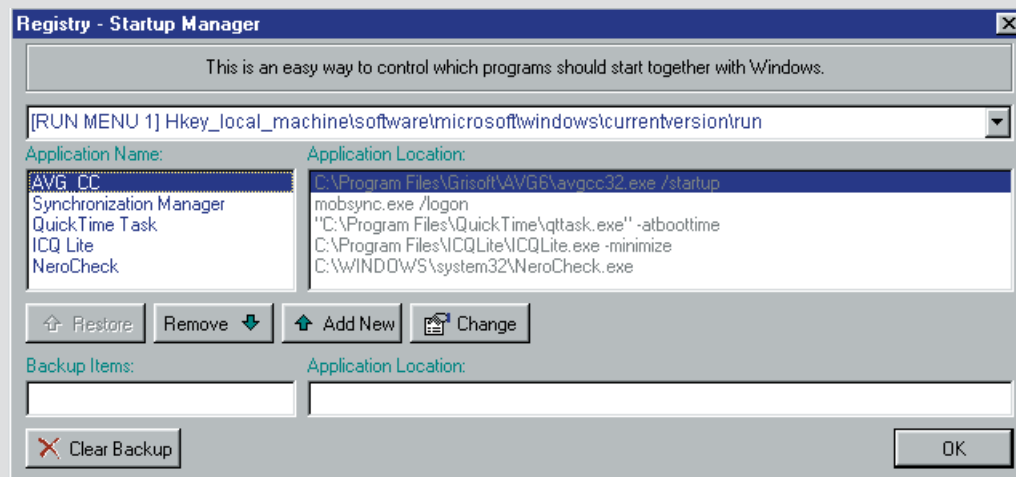 Registry - Startup Manager
This is an easy way to control which programs should start together with Windows.
[RUN MENU 1] Hkey_local_machine\software\microsoft\windows\currentversion\run
Application Name: Application Location:
AVG_CC C:\Program Files\Grisoft\AVG6\avgcc32.exe /startup
Synchronization Manager mobsync.exe /logon
QuickTime Task "C:\Program Files\QuickTime\qttask.exe" -atboottime
ICQ Lite C:\Program Files\ICQLite\ICQLite.exe -minimize
NeroCheck C:\WINDOWS\system32\NeroCheck.exe
Restore Remove Add New Change
Backup Items: Application Location:
Clear Backup OK